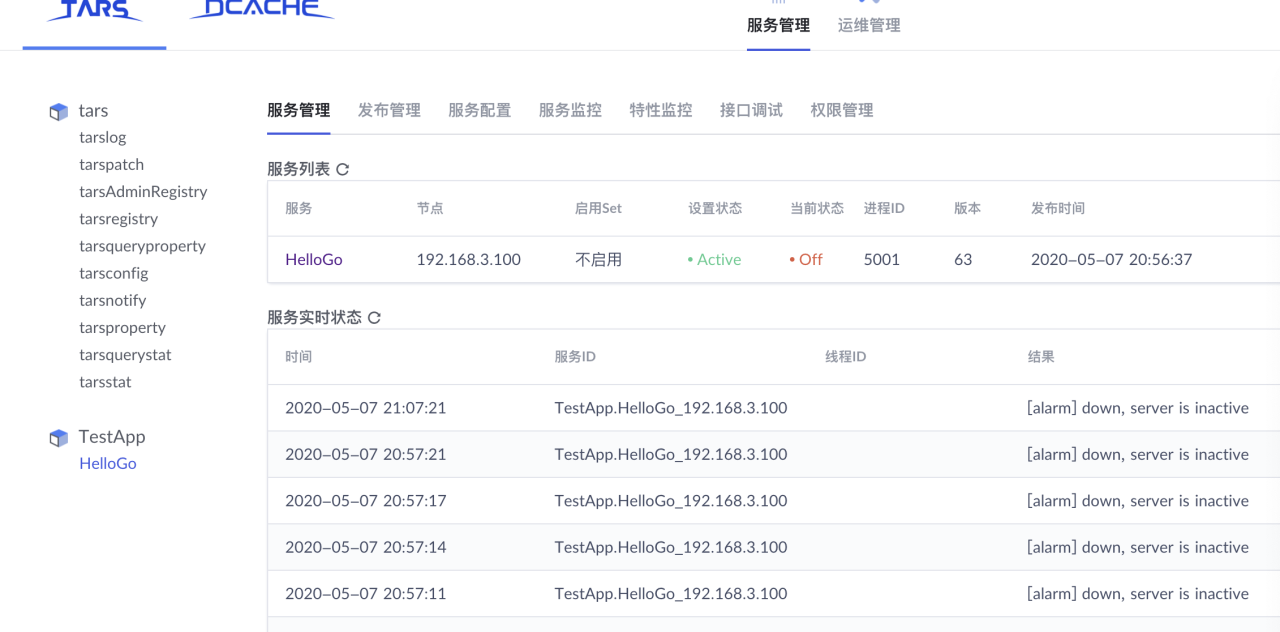 TARS DCACHE
服务管理 运维管理
tars
tarslog
tarspatch
tarsAdminRegistry
tarsregistry
tarsqueryproperty
tarsconfig
tarsnotify
tarsproperty
tarsquerystat
tarsstat
TestApp
HelloGo
服务管理 发布管理 服务配置 服务监控 特性监控 接口调试 权限管理
服务列表
服务 节点 启用Set 设置状态 当前状态 进程ID 版本 发布时间
HelloGo 192.168.3.100 不启用 • Active • Off 5001 63 2020-05-07 20:56:37
服务实时状态
时间 服务ID 线程ID 结果
2020-05-07 21:07:21 TestApp.HelloGo_192.168.3.100 [alarm] down, server is inactive
2020-05-07 20:57:21 TestApp.HelloGo_192.168.3.100 [alarm] down, server is inactive
2020-05-07 20:57:17 TestApp.HelloGo_192.168.3.100 [alarm] down, server is inactive
2020-05-07 20:57:14 TestApp.HelloGo_192.168.3.100 [alarm] down, server is inactive
2020-05-07 20:57:11 TestApp.HelloGo_192.168.3.100 [alarm] down, server is inactive